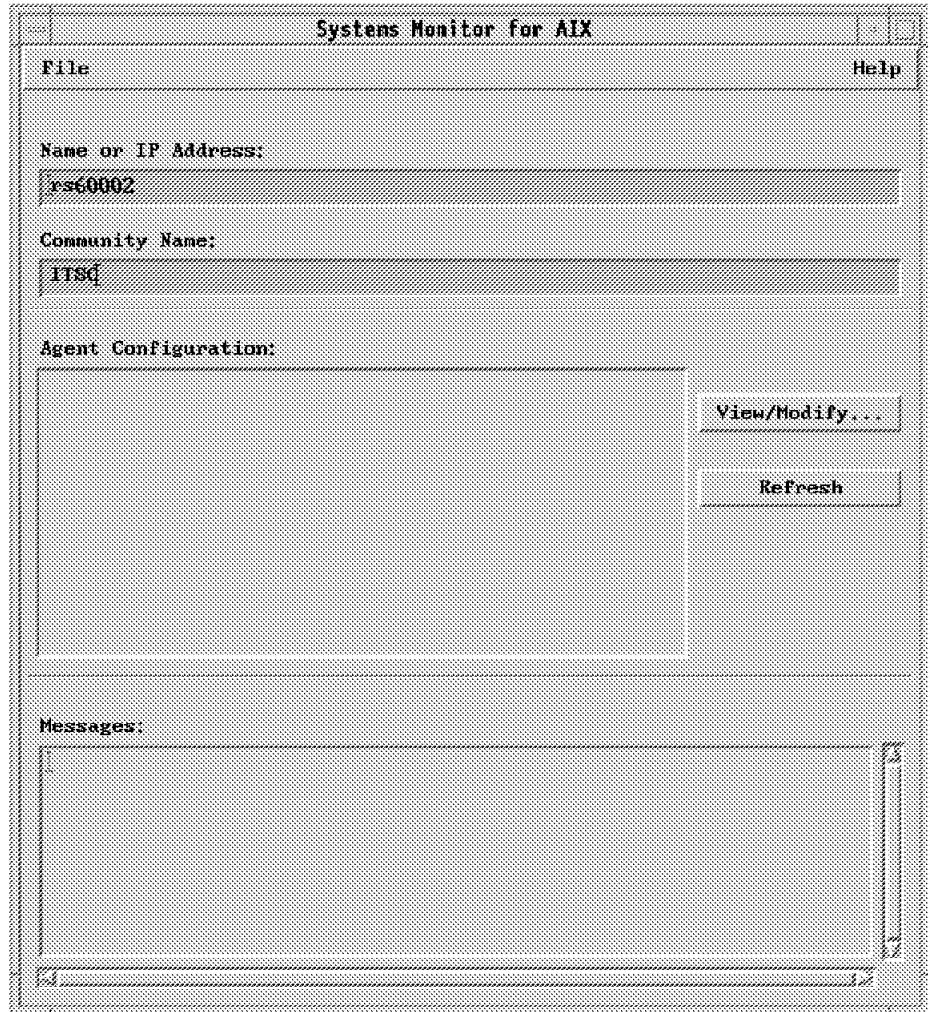 Systems Monitor for AIX
File
Help
Name or IP Address:
rs60002
Community Name:
Agent Configuration:
View/Modify...
Refresh
Messages: